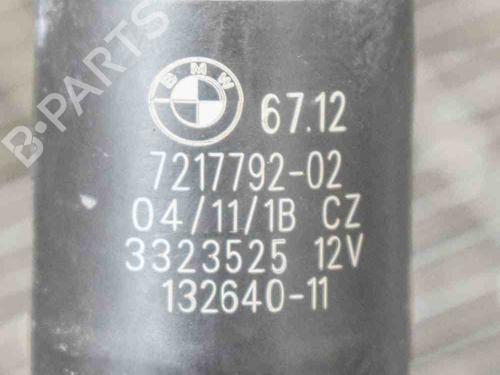 B-PARTS
BMW
67.12
7217792-02
04/11/1B CZ
3323525 12V
132640-11